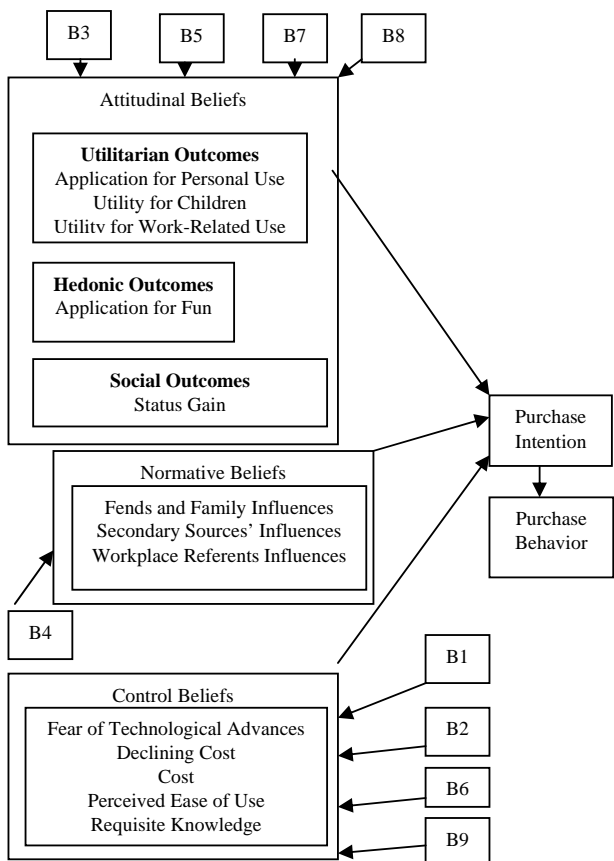 B3
B5
B7
B8
Attitudinal Beliefs
Utilitarian Outcomes
Application for Personal Use
Utility for Children
Utility for Work-Related Use
Hedonic Outcomes
Application for Fun
Social Outcomes
Status Gain
Purchase
Intention
Normative Beliefs
Fends and Family Influences
Secondary Sources’ Influences
Workplace Referents Influences
Purchase
Behavior
B4
B1
Control Beliefs
Fear of Technological Advances
Declining Cost
Cost
Perceived Ease of Use
Requisite Knowledge
B2
B6
B9